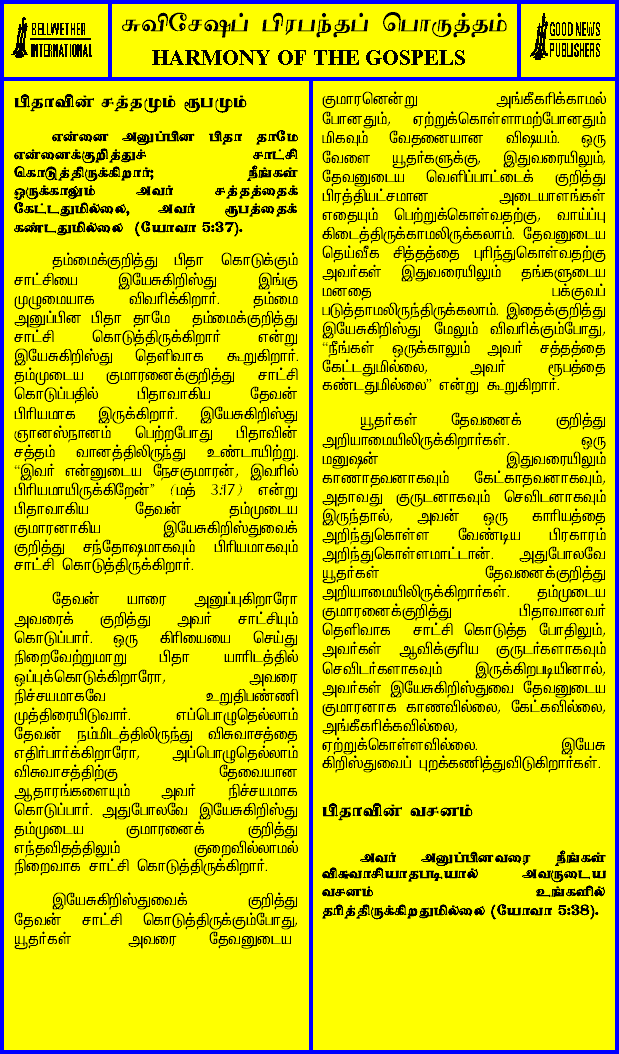 BELLWETHER
INTERNATIONAL
சுவிசேஷப் பிரபந்தப் பொருத்தம்
HARMONY OF THE GOSPELS
GOOD NEWS
PUBLISHERS
பிதாவின் சத்தமும் ரூபமும்
என்னை அனுப்பின பிதா தாமே
என்னைக்குறித்துச் சாட்சி
கொடுத்திருக்கிறார்; நீங்கள்
ஒருக்காலும் அவர் சத்தத்தைக்
கேட்டதுமில்லை, அவர் ரூபத்தைக்
கண்டதுமில்லை (யோவா 5:37).
தம்மைக்குறித்து பிதா கொடுக்கும்
சாட்சியை இயேசுகிறிஸ்து இங்கு
முழுமையாக விவரிக்கிறார். தம்மை
அனுப்பின பிதா தாமே தம்மைக்குறித்து
சாட்சி கொடுத்திருக்கிறார் என்று
இயேசுகிறிஸ்து தெளிவாக கூறுகிறார்.
தம்முடைய குமாரனைக்குறித்து சாட்சி
கொடுப்பதில் பிதாவாகிய தேவன்
பிரியமாக இருக்கிறார். இயேசுகிறிஸ்து
ஞானஸ்நானம் பெற்றபோது பிதாவின்
சத்தம் வானத்திலிருந்து உண்டாயிற்று.
“இவர் என்னுடைய நேசகுமாரன், இவரில்
பிரியமாயிருக்கிறேன்” (மத் 3:17) என்று
பிதாவாகிய தேவன் தம்முடைய
குமாரனாகிய இயேசுகிறிஸ்துவைக்
குறித்து சந்தோஷமாகவும் பிரியமாகவும்
சாட்சி கொடுத்திருக்கிறார்.
தேவன் யாரை அனுப்புகிறாரோ
அவரைக் குறித்து அவர் சாட்சியும்
கொடுப்பார். ஒரு கிரியையை செய்து
நிறைவேற்றுமாறு பிதா யாரிடத்தில்
ஒப்புக்கொடுக்கிறாரோ, அவரை
நிச்சயமாகவே உறுதிபண்ணி
முத்திரையிடுவார். எப்பொழுதெல்லாம்
தேவன் நம்மிடத்திலிருந்து விசுவாசத்தை
எதிர்பார்க்கிறாரோ, அப்பொழுதெல்லாம்
விசுவாசத்திற்கு தேவையான
ஆதாரங்களையும் அவர் நிச்சயமாக
கொடுப்பார். அதுபோலவே இயேசுகிறிஸ்து
தம்முடைய குமாரனைக் குறித்து
எந்தவிதத்திலும் குறைவில்லாமல்
நிறைவாக சாட்சி கொடுத்திருக்கிறார்.
இயேசுகிறிஸ்துவைக் குறித்து
தேவன் சாட்சி கொடுத்திருக்கும்போது,
யூதர்கள் அவரை தேவனுடைய
குமாரனென்று அங்கீகரிக்காமல்
போனதும், ஏற்றுக்கொள்ளாமற்போனதும்
மிகவும் வேதனையான விஷயம். ஒரு
வேளை யூதர்களுக்கு, இதுவரையிலும்,
தேவனுடைய வெளிப்பாட்டைக் குறித்து
பிரத்தியட்சமான அடையாளங்கள்
எதையும் பெற்றுக்கொள்வதற்கு, வாய்ப்பு
கிடைத்திருக்காமலிருக்கலாம். தேவனுடைய
தெய்வீக சித்தத்தை புரிந்துகொள்வதற்கு
அவர்கள் இதுவரையிலும் தங்களுடைய
மனதை பக்குவப்
படுத்தாமலிருந்திருக்கலாம். இதைக்குறித்து
இயேசுகிறிஸ்து மேலும் விவரிக்கும்போது,
“நீங்கள் ஒருக்காலும் அவர் சத்தத்தை
கேட்டதுமில்லை, அவர் ரூபத்தை
கண்டதுமில்லை” என்று கூறுகிறார்.
யூதர்கள் தேவனைக் குறித்து
அறியாமையிலிருக்கிறார்கள். ஒரு
மனுஷன் இதுவரையிலும்
காணாதவனாகவும் கேட்காதவனாகவும்,
அதாவது குருடனாகவும் செவிடனாகவும்
இருந்தால், அவன் ஒரு காரியத்தை
அறிந்துகொள்ள வேண்டிய பிரகாரம்
அறிந்துகொள்ளமாட்டான். அதுபோலவே
யூதர்கள் தேவனைக்குறித்து
அறியாமையிலிருக்கிறார்கள். தம்முடைய
குமாரனைக்குறித்து பிதாவானவர்
தெளிவாக சாட்சி கொடுத்த போதிலும்,
அவர்கள் ஆவிக்குரிய குருடர்களாகவும்
செவிடர்களாகவும் இருக்கிறபடியினால்,
அவர்கள் இயேசுகிறிஸ்துவை தேவனுடைய
குமாரனாக காணவில்லை, கேட்கவில்லை,
அங்கீகரிக்கவில்லை,
ஏற்றுக்கொள்ளவில்லை. இயேசு
கிறிஸ்துவைப் புறக்கணித்துவிடுகிறார்கள்.
பிதாவின் வசனம்
அவர் அனுப்பினவரை நீங்கள்
விசுவாசியாதபடியால் அவருடைய
வசனம் உங்களில்
தரித்திருக்கிறதுமில்லை (யோவா 5:38).